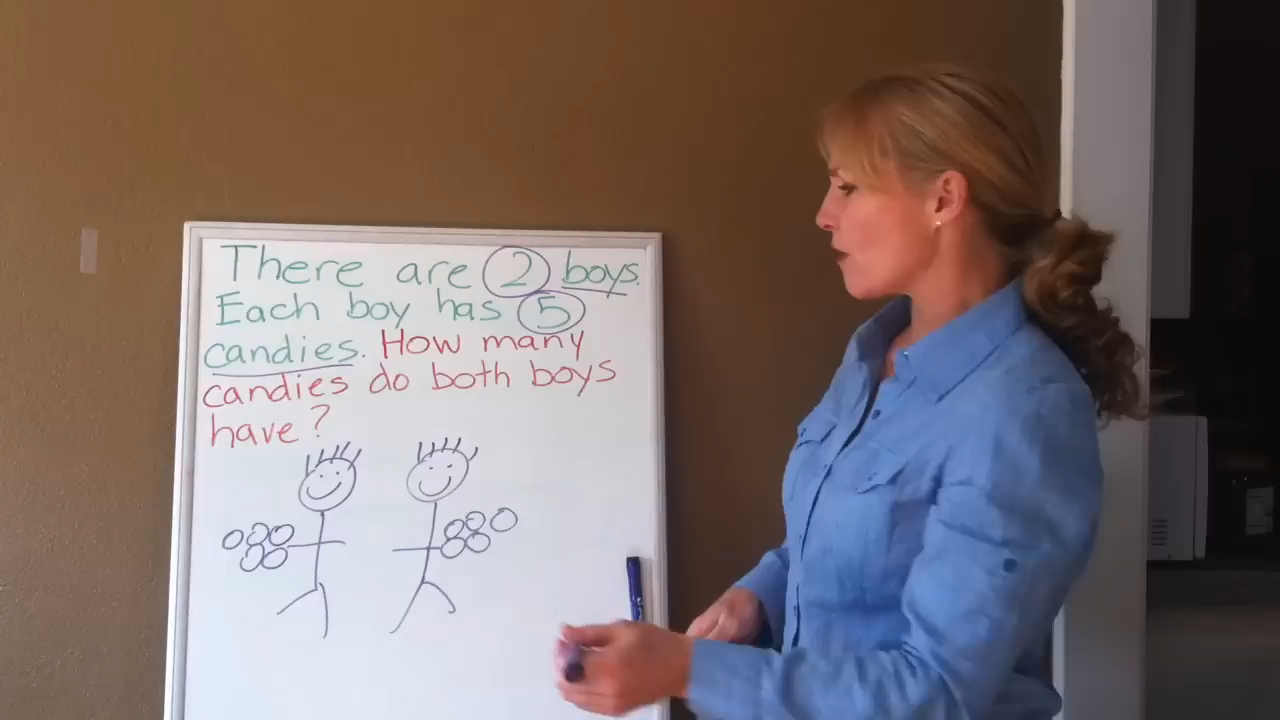 There are 2 boys.
Each boy has 5
candies. How many
candies do both boys
have?